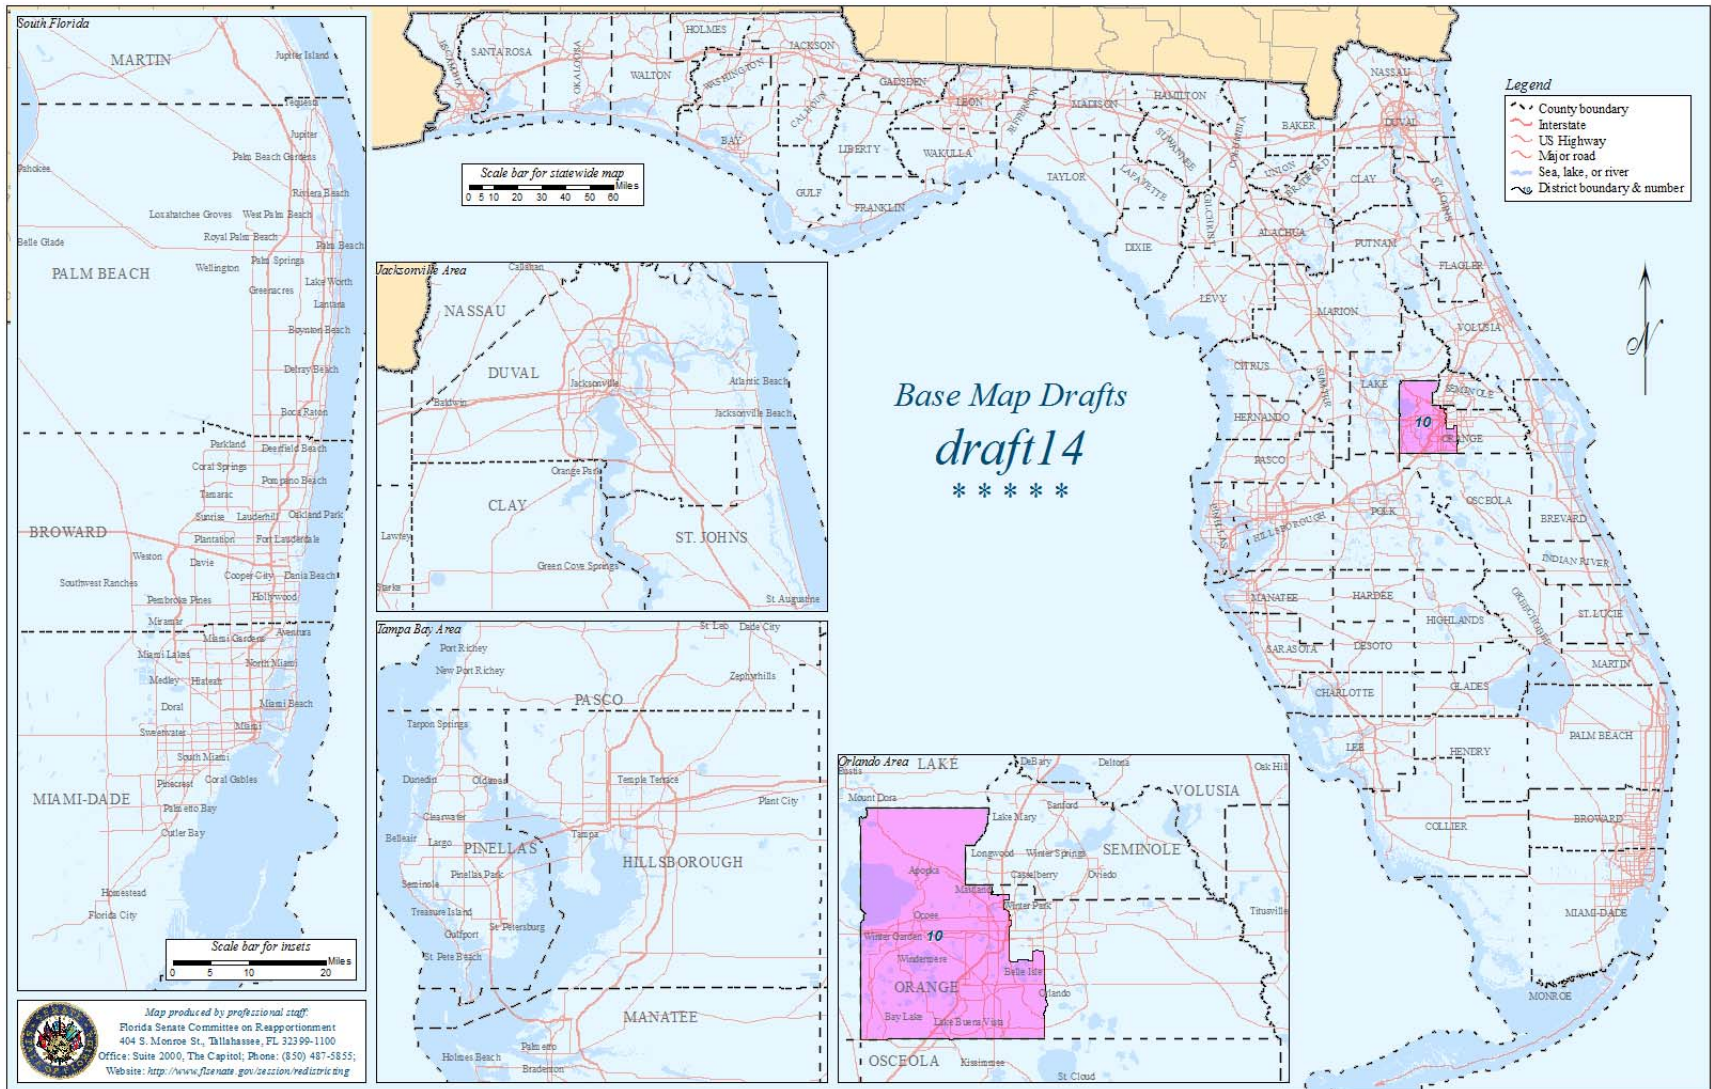 South Florida
MARTIN
Jupiter Island
Tequesta
Jupiter
Palm Beach Gardens
Pahokee
Riviera Beach
Loxahatchee Groves West Palm Beach
Royal Palm Beach
Palm Beach
Belle Glade
Palm Springs
Wellington
PALM BEACH
Lake Worth
Greenacres
Lantana
Boynton Beach
Delray Beach
Boca Raton
Parkland
Deerfield Beach
Coral Springs
Pompano Beach
Tamarac
Sunrise Lauderhill Oakland Park
BROWARD
Plantation Fort Lauderdale
Weston
Davie
Cooper City Dania Beach
Southwest Ranches
Pembroke Pines Hollywood
Miramar
Aventura
Miami Gardens
Miami Lakes
North Miami
Medley Hialeah
Doral
Miami Beach
Sweetwater
Miami
South Miami
Pinecrest Coral Gables
MIAMI-DADE
Palmetto Bay
Cutler Bay
Homestead
Florida City
Scale bar for insets
Miles
0 5 10 20
Map produced by professional staff:
Florida Senate Committee on Reapportionment
404 S. Monroe St., Tallahassee, FL 32399-1100
Office: Suite 2000, The Capitol; Phone: (850) 487-5855;
Website: http://www.flsenate.gov/session/redistricting
ESCAMBIA
SANTA ROSA
OKALOOSA
WALTON
HOLMES
WASHINGTON
JACKSON
BAY
CALHOUN
GULF
LIBERTY
GADSDEN
LEON
WAKULLA
FRANKLIN
JEFFERSON
MADISON
TAYLOR
HAMILTON
SUWANNEE
LAFAYETTE
DIXIE
COLUMBIA
GILCHRIST
BAKER
UNION
BRADFORD
NASSAU
DUVAL
CLAY
ST. JOHNS
ALACHUA
PUTNAM
FLAGLER
LEVY
MARION
VOLUSIA
CITRUS
SUMTER
LAKE
SEMINOLE
HERNANDO
10
ORANGE
PASCO
OSCEOLA
PINELLAS
HILLSBOROUGH
POLK
BREVARD
INDIAN RIVER
MANATEE
HARDEE
OKEECHOBEE
ST. LUCIE
HIGHLANDS
SARASOTA
DESOTO
MARTIN
CHARLOTTE
GLADES
LEE
HENDRY
PALM BEACH
COLLIER
BROWARD
MIAMI-DADE
MONROE
Scale bar for statewide map
Miles
0 5 10 20 30 40 50 60
Base Map Drafts
draft14
* * * * *
Legend
County boundary
Interstate
US Highway
Major road
Sea, lake, or river
District boundary & number
N
Jacksonville Area
Callahan
NASSAU
DUVAL
Jacksonville
Atlantic Beach
Baldwin
Jacksonville Beach
Orange Park
CLAY
Lawtey
ST. JOHNS
Green Cove Springs
Starke
St. Augustine
Tampa Bay Area
St. Leo Dade City
Port Richey
New Port Richey
Zephyrhills
PASCO
Tarpon Springs
Dunedin
Oldsmar
Temple Terrace
Plant City
Clearwater
Tampa
Belleair
Largo
PINELLAS
HILLSBOROUGH
Pinellas Park
Seminole
Treasure Island
St. Petersburg
Gulfport
St. Pete Beach
MANATEE
Palmetto
Holmes Beach
Bradenton
Orlando Area
LAKE
DeBary
Deltona
Oak Hill
Eustis
Mount Dora
VOLUSIA
Sanford
Lake Mary
Longwood Winter Springs
SEMINOLE
Apopka
Casselberry
Oviedo
Maitland
Winter Park
Ocoee
Titusville
Winter Garden 10
Windermere
Belle Isle
ORANGE
Orlando
Bay Lake
Lake Buena Vista
OSCEOLA
Kissimmee
St. Cloud